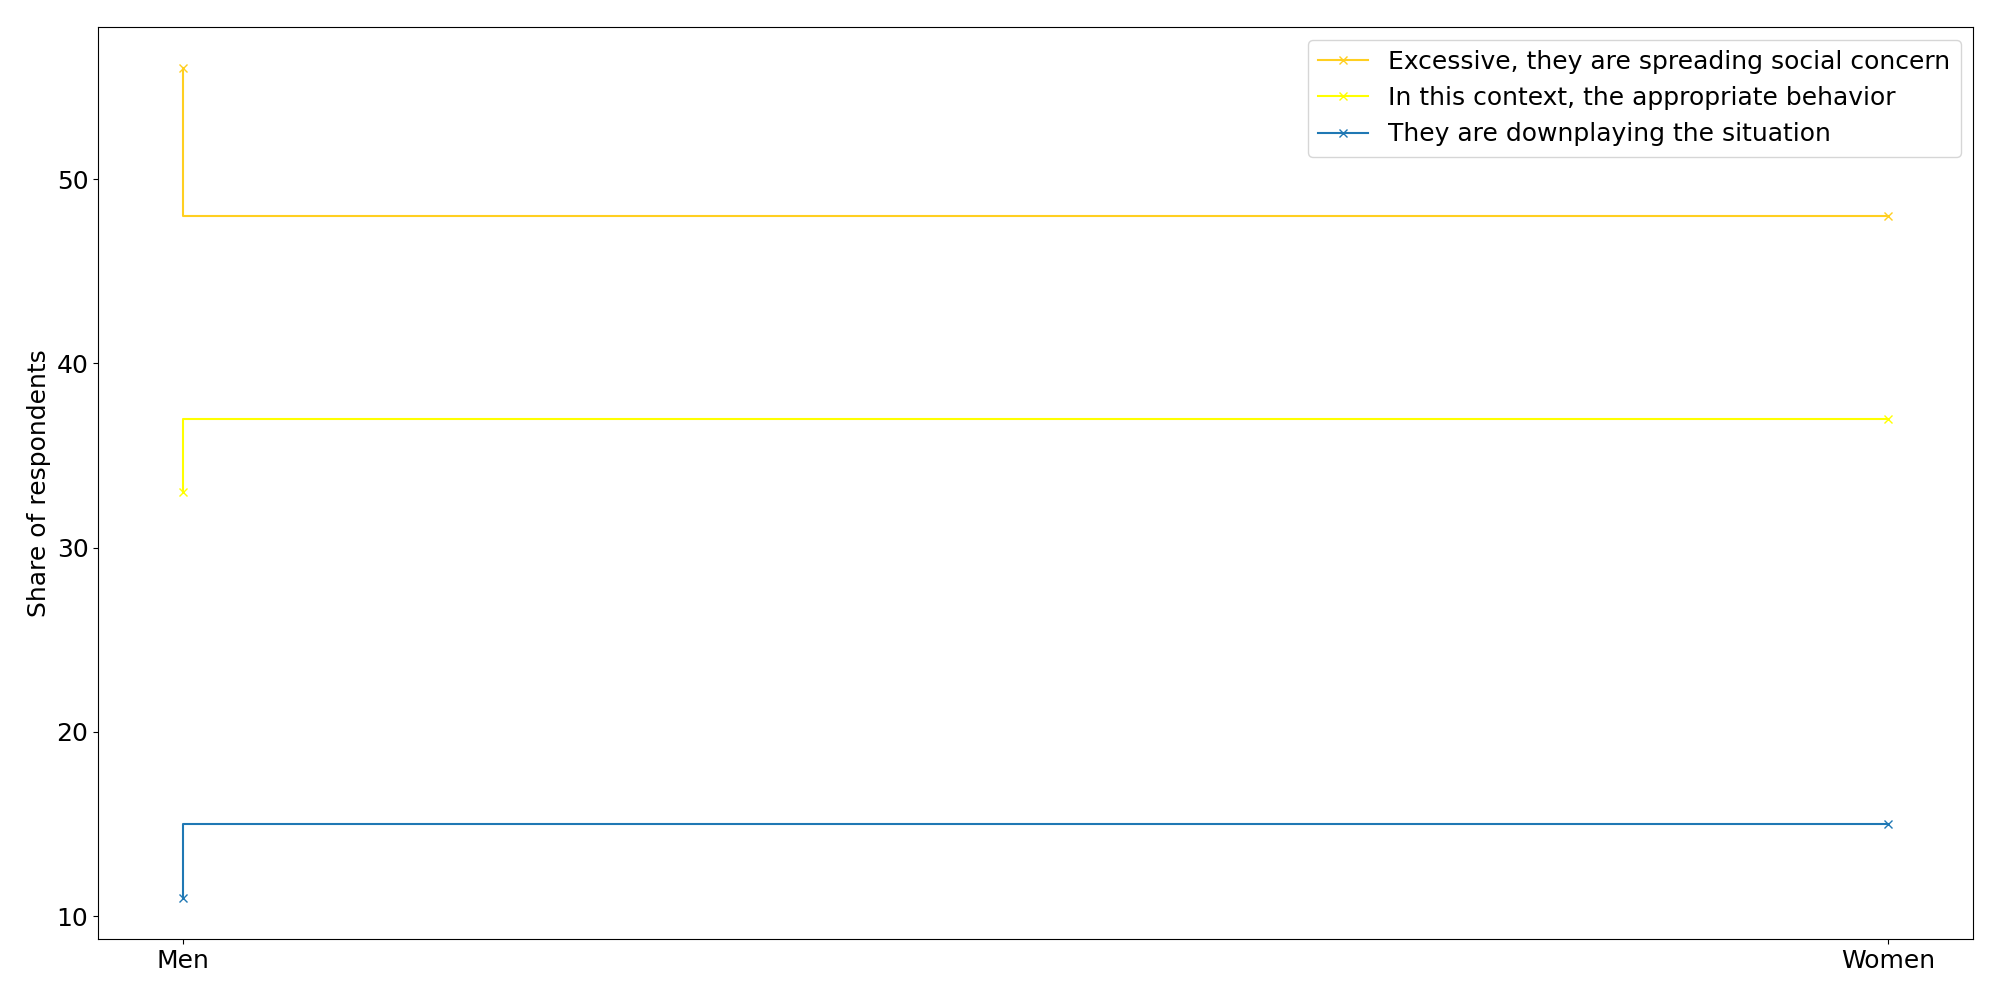 Excessive, they are spreading social concern
In this context, the appropriate behavior
They are downplaying the situation
Share of respondents
50
40
30
20
10
Men
Women